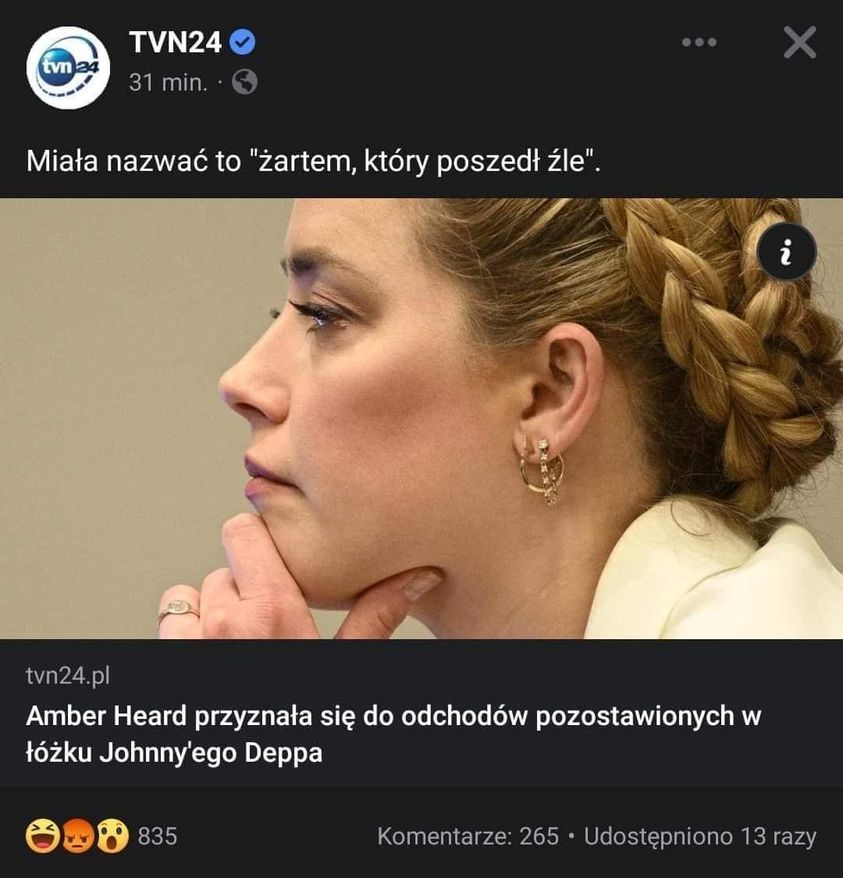 tvn24
TVN24
31 min. ·
Miała nazwać to "żartem, który poszedł źle".
i
tvn24.pl
Amber Heard przyznała się do odchodów pozostawionych w
łóżku Johnny'ego Deppa
835 Komentarze: 265 • Udostępniono 13 razy